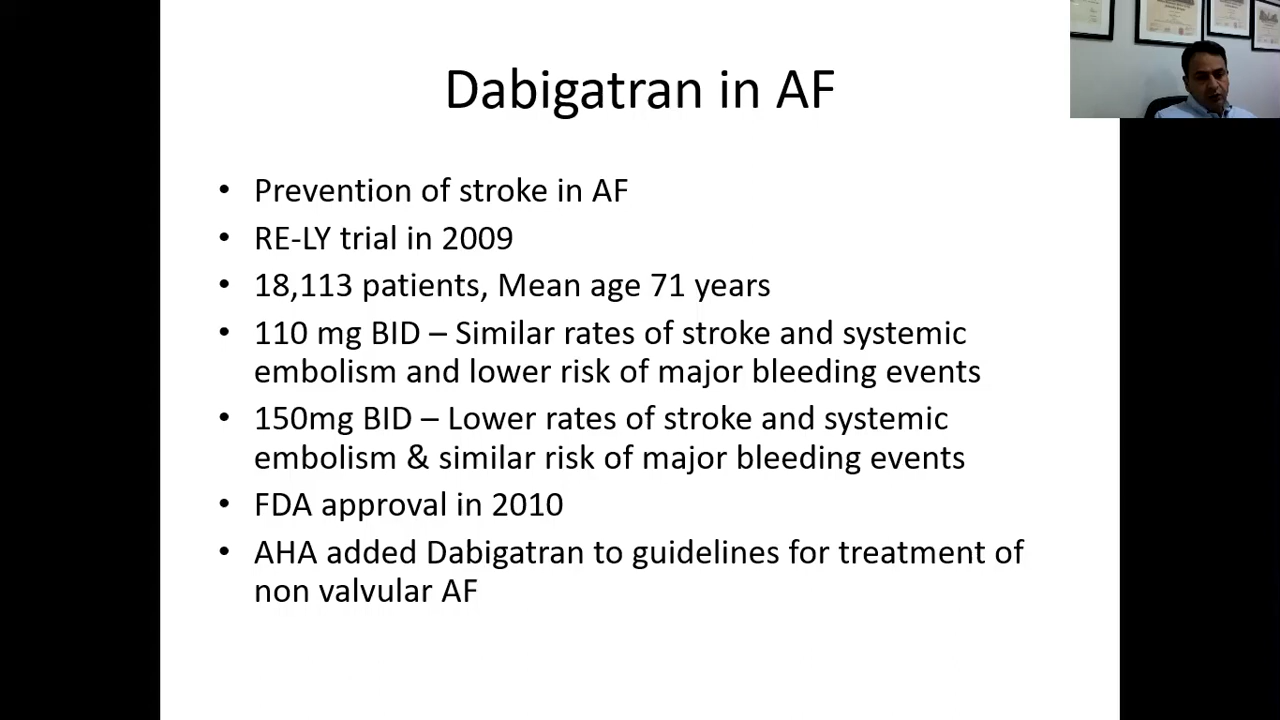 Dabigatran in AF
• Prevention of stroke in AF
• RE-LY trial in 2009
• 18,113 patients, Mean age 71 years
• 110 mg BID – Similar rates of stroke and systemic
embolism and lower risk of major bleeding events
• 150mg BID – Lower rates of stroke and systemic
embolism & similar risk of major bleeding events
• FDA approval in 2010
• AHA added Dabigatran to guidelines for treatment of
non valvular AF